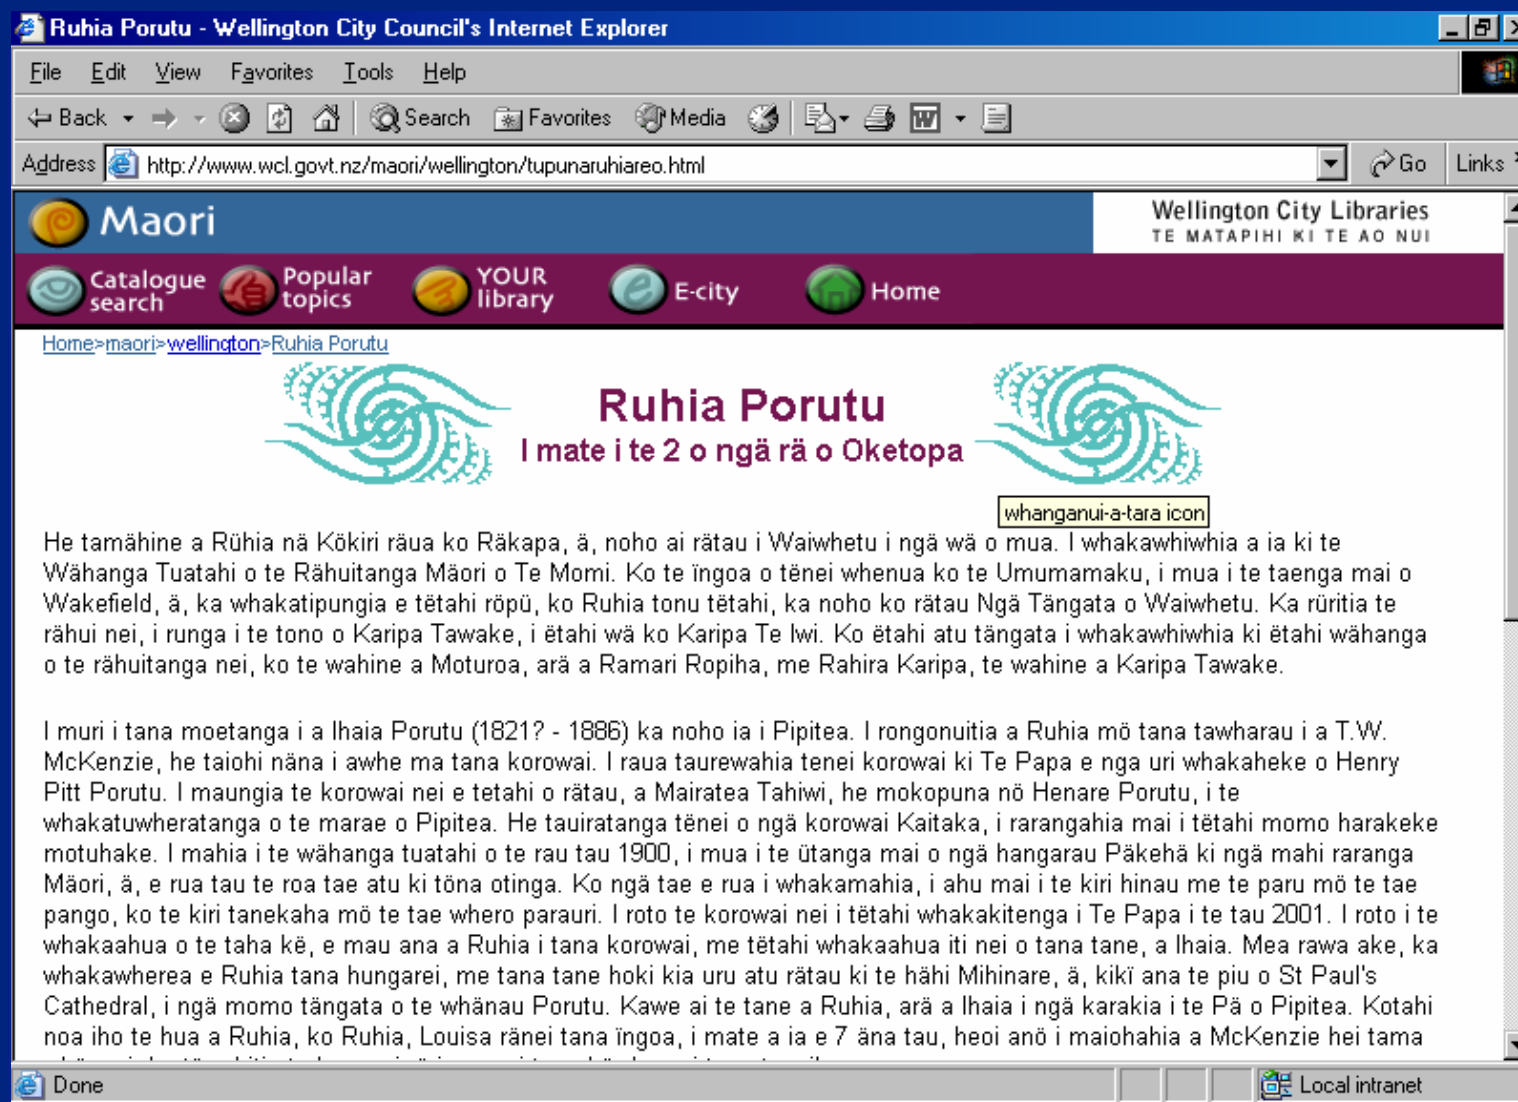 Ruhia Porutu - Wellington City Council's Internet Explorer
File Edit View Favorites Tools Help
Back Search Favorites Media
Address http://www.wcl.govt.nz/maori/wellington/tupunaruhiareo.html Go Links
Maori
Wellington City Libraries
TE MATAPIHI KI TE AO NUI
Catalogue search Popular topics YOUR library E-city Home
Home>maori>wellington>Ruhia Porutu
Ruhia Porutu
I mate i te 2 o ngä rä o Oketopa
whanganui-a-tara icon
He tamähine a Rühia nä Kökiri räua ko Räkapa, ä, noho ai rätau i Waiwhetu i ngä wä o mua. I whakawhiwhia a ia ki te
Wähanga Tuatahi o te Rähuitanga Mäori o Te Momi. Ko te ïngoa o tënei whenua ko te Umumamaku, i mua i te taenga mai o
Wakefield, ä, ka whakatipungia e tëtahi röpü, ko Ruhia tonu tëtahi, ka noho ko rätau Ngä Tängata o Waiwhetu. Ka rüritia te
rähui nei, i runga i te tono o Karipa Tawake, i ëtahi wä ko Karipa Te Iwi. Ko ëtahi atu tängata i whakawhiwhia ki ëtahi wähanga
o te rähuitanga nei, ko te wahine a Moturoa, arä a Ramari Ropiha, me Rahira Karipa, te wahine a Karipa Tawake.
I muri i tana moetanga i a Ihaia Porutu (1821? - 1886) ka noho ia i Pipitea. I rongonuitia a Ruhia mö tana tawharau i a T.W.
McKenzie, he taiohi näna i awhe ma tana korowai. I raua taurewahia tenei korowai ki Te Papa e nga uri whakaheke o Henry
Pitt Porutu. I maungia te korowai nei e tetahi o rätau, a Mairatea Tahiwi, he mokopuna nö Henare Porutu, i te
whakatuwheratanga o te marae o Pipitea. He tauiratanga tënei o ngä korowai Kaitaka, i rarangahia mai i tëtahi momo harakeke
motuhake. I mahia i te wähanga tuatahi o te rau tau 1900, i mua i te ütanga mai o ngä hangarau Päkehä ki ngä mahi raranga
Mäori, ä, e rua tau te roa tae atu ki töna otinga. Ko ngä tae e rua i whakamahia, i ahu mai i te kiri hinau me te paru mö te tae
pango, ko te kiri tanekaha mö te tae whero parauri. I roto te korowai nei i tëtahi whakakitenga i Te Papa i te tau 2001. I roto i te
whakaahua o te taha kë, e mau ana a Ruhia i tana korowai, me tëtahi whakaahua iti nei o tana tane, a Ihaia. Mea rawa ake, ka
whakawherea e Ruhia tana hungarei, me tana tane hoki kia uru atu rätau ki te hähi Mihinare, ä, kikï ana te piu o St Paul's
Cathedral, i ngä momo tängata o te whänau Porutu. Kawe ai te tane a Ruhia, arä a Ihaia i ngä karakia i te Pä o Pipitea. Kotahi
noa iho te hua a Ruhia, ko Ruhia, Louisa ränei tana ïngoa, i mate a ia e 7 äna tau, heoi anö i maiohahia a McKenzie hei tama
Done Local intranet